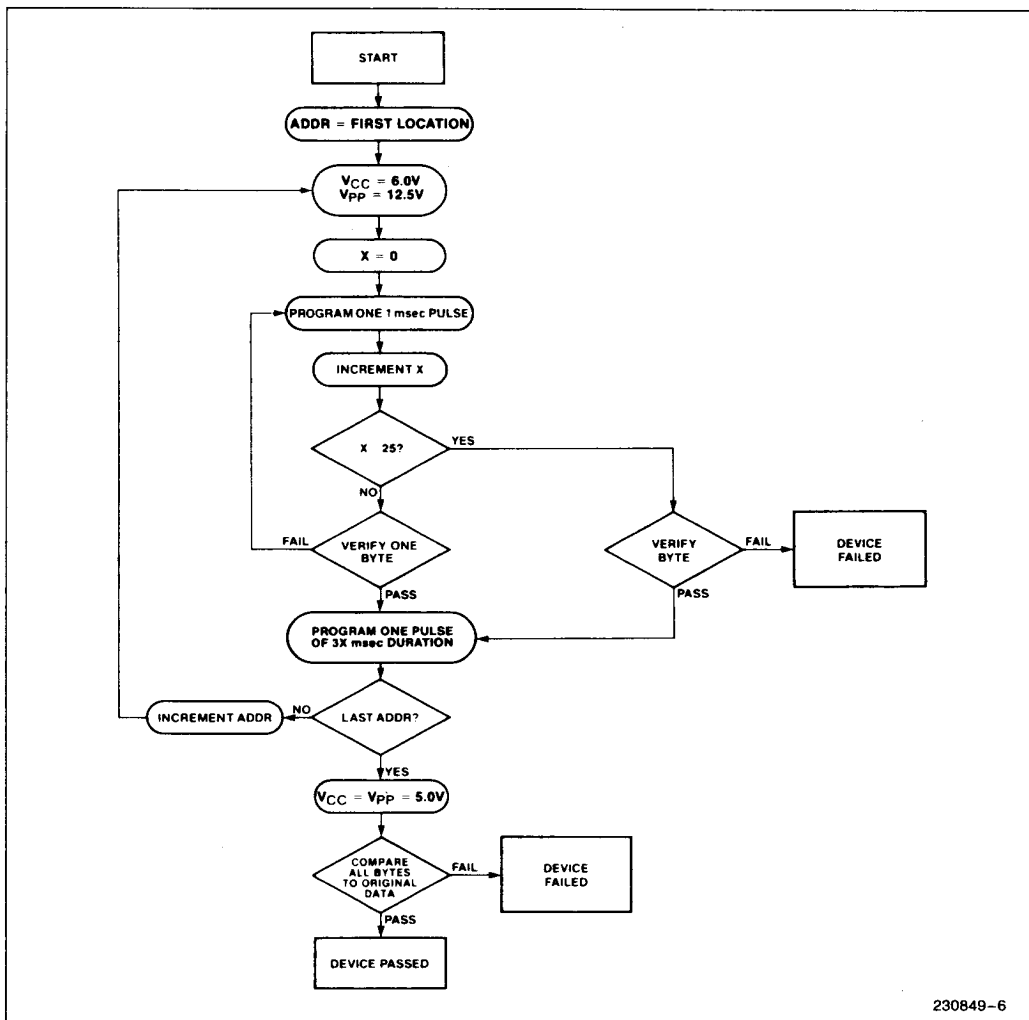 START
ADDR = FIRST LOCATION
VCC = 6.0V
VPP = 12.5V
X = 0
PROGRAM ONE 1 msec PULSE
INCREMENT X
X 25?
YES
NO
VERIFY ONE
BYTE
FAIL
PASS
VERIFY
BYTE
FAIL
PASS
DEVICE
FAILED
PROGRAM ONE PULSE
OF 3X msec DURATION
LAST ADDR?
NO
INCREMENT ADDR
YES
VCC = VPP = 5.0V
COMPARE
ALL BYTES
TO ORIGINAL
DATA
FAIL
DEVICE
FAILED
PASS
DEVICE PASSED
230849-6